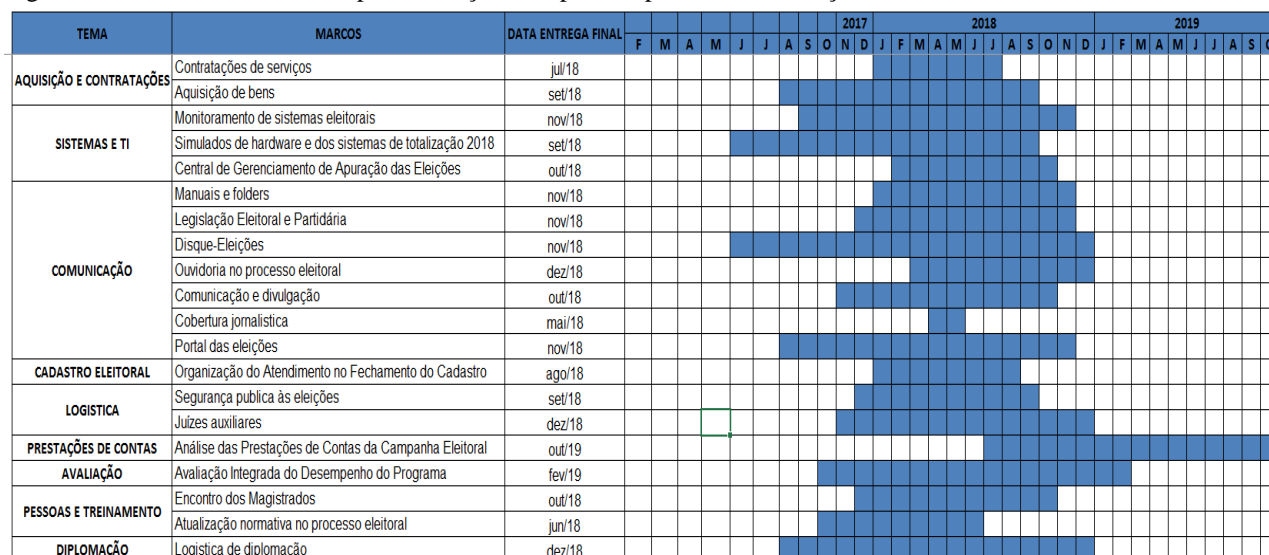 TEMA MARCOS DATA ENTREGA FINAL 2017 2018 2019
F M A M J J A S O N D J F M A M J J A S O N D J F M A M J J A S
AQUISIÇÃO E CONTRATAÇÕES Contratações de serviços jul/18
Aquisição de bens set/18
SISTEMAS E TI Monitoramento de sistemas eleitorais nov/18
Simulados de hardware e dos sistemas de totalização 2018 set/18
Central de Gerenciamento de Apuração das Eleições out/18
COMUNICAÇÃO Manuais e folders nov/18
Legislação Eleitoral e Partidária nov/18
Disque-Eleições nov/18
Ouvidoria no processo eleitoral dez/18
Comunicação e divulgação out/18
Cobertura jornalistica mai/18
Portal das eleições nov/18
CADASTRO ELEITORAL Organização do Atendimento no Fechamento do Cadastro ago/18
LOGISTICA Segurança publica às eleições set/18
Juízes auxiliares dez/18
PRESTAÇÕES DE CONTAS Análise das Prestações de Contas da Campanha Eleitoral out/19
AVALIAÇÃO Avaliação Integrada do Desempenho do Programa fev/19
PESSOAS E TREINAMENTO Encontro dos Magistrados out/18
Atualização normativa no processo eleitoral jun/18
DIPLOMAÇÃO Logistica de diplomação dez/18